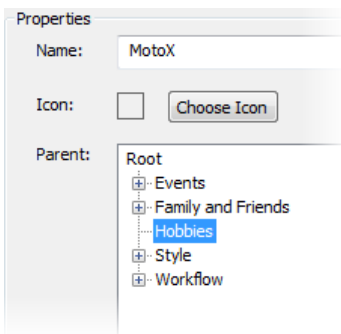 Properties
Name: MotoX
Icon: Choose Icon
Parent: Root
Events
Family and Friends
Hobbies
Style
Workflow